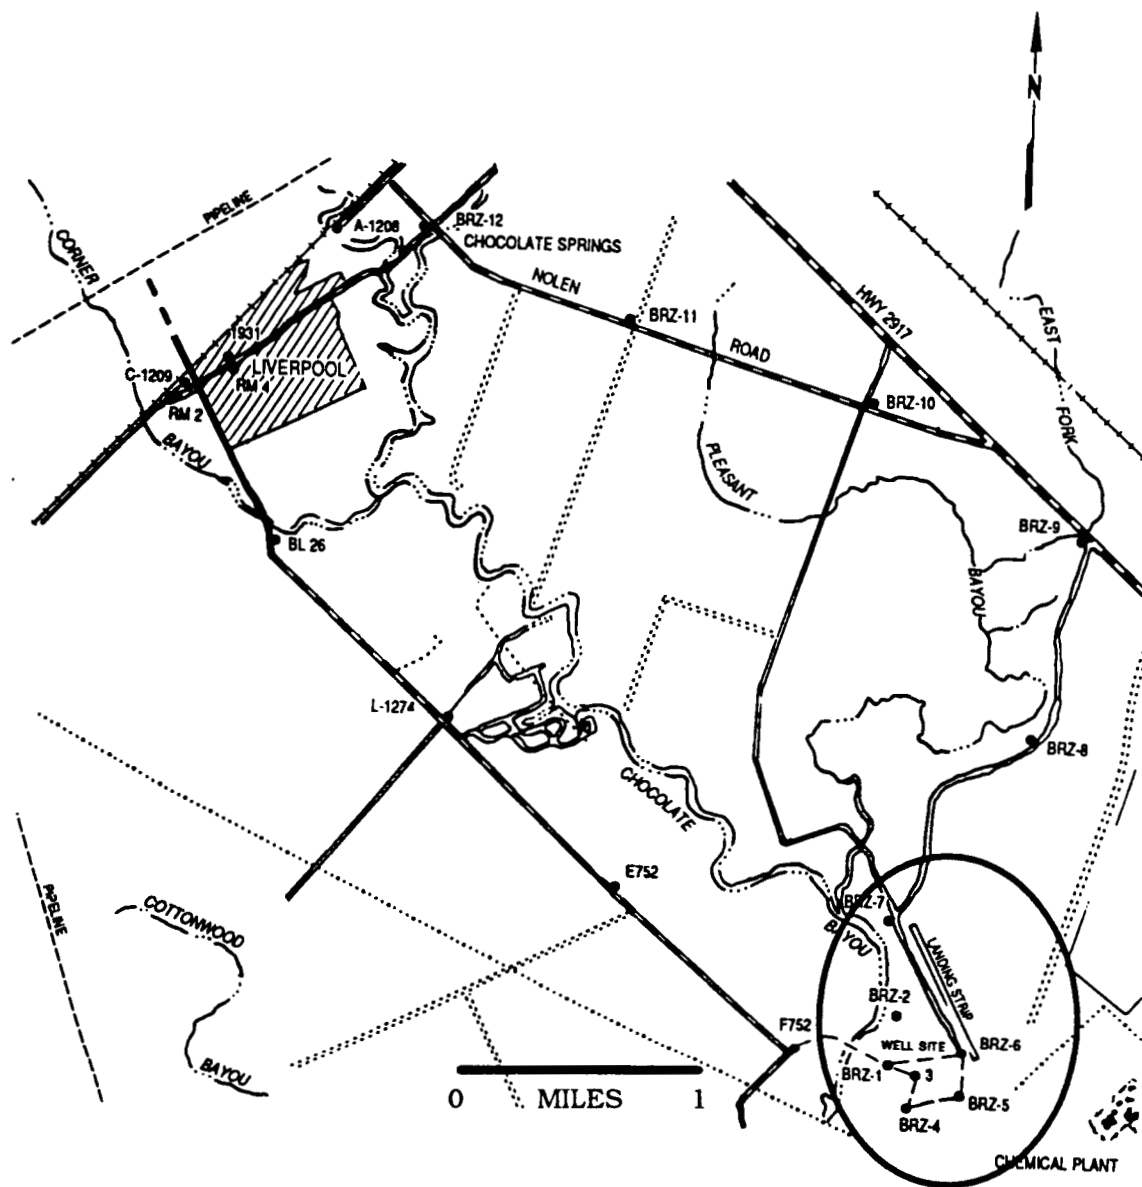 N
PIPELINE
A-1208
BRZ-12
CHOCOLATE SPRINGS
CORNER
NOLEN
HWY 2917
BRZ-11
EAST
T931
ROAD
C-1209
LIVERPOOL
RM 4
RM 2
BRZ-10
FORK
BAYOU
PLEASANT
BRZ-9
BL 26
BAYOU
L-1274
BRZ-8
CHOCOLATE
E752
PIPELINE
COTTONWOOD
BRZ-7
BAYOU
LANDING STRIP
BRZ-2
F752
WELL SITE
BRZ-6
BAYOU
BRZ-1
3
0 MILES 1
BRZ-5
BRZ-4
CHEMICAL PLANT